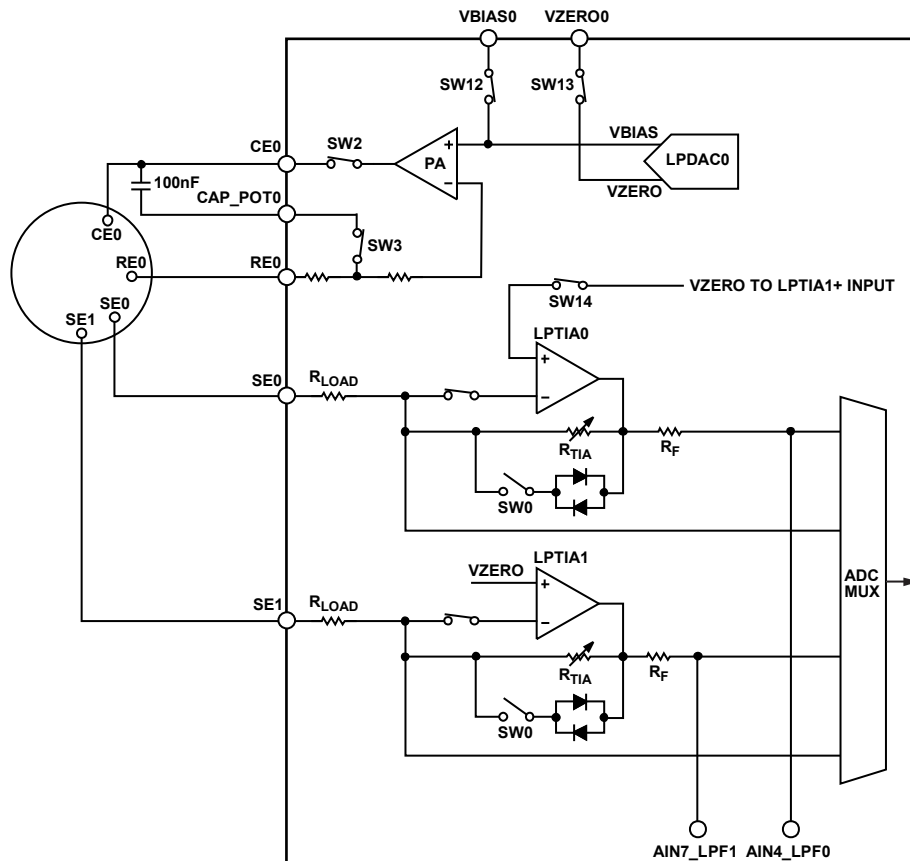 VBIAS0 VZERO0
SW12 SW13
CE0 SW2 PA + − VBIAS LPDAC0
VZERO
100nF
CAP_POT0
CE0
SW3
RE0 RE0
SE0
SE1
SW14 VZERO TO LPTIA1+ INPUT
LPTIA0
+
SE0 RLOAD −
RTIA RF
SW0
LPTIA1
VZERO +
ADC
MUX
SE1 RLOAD −
RTIA RF
SW0
AIN7_LPF1 AIN4_LPF0